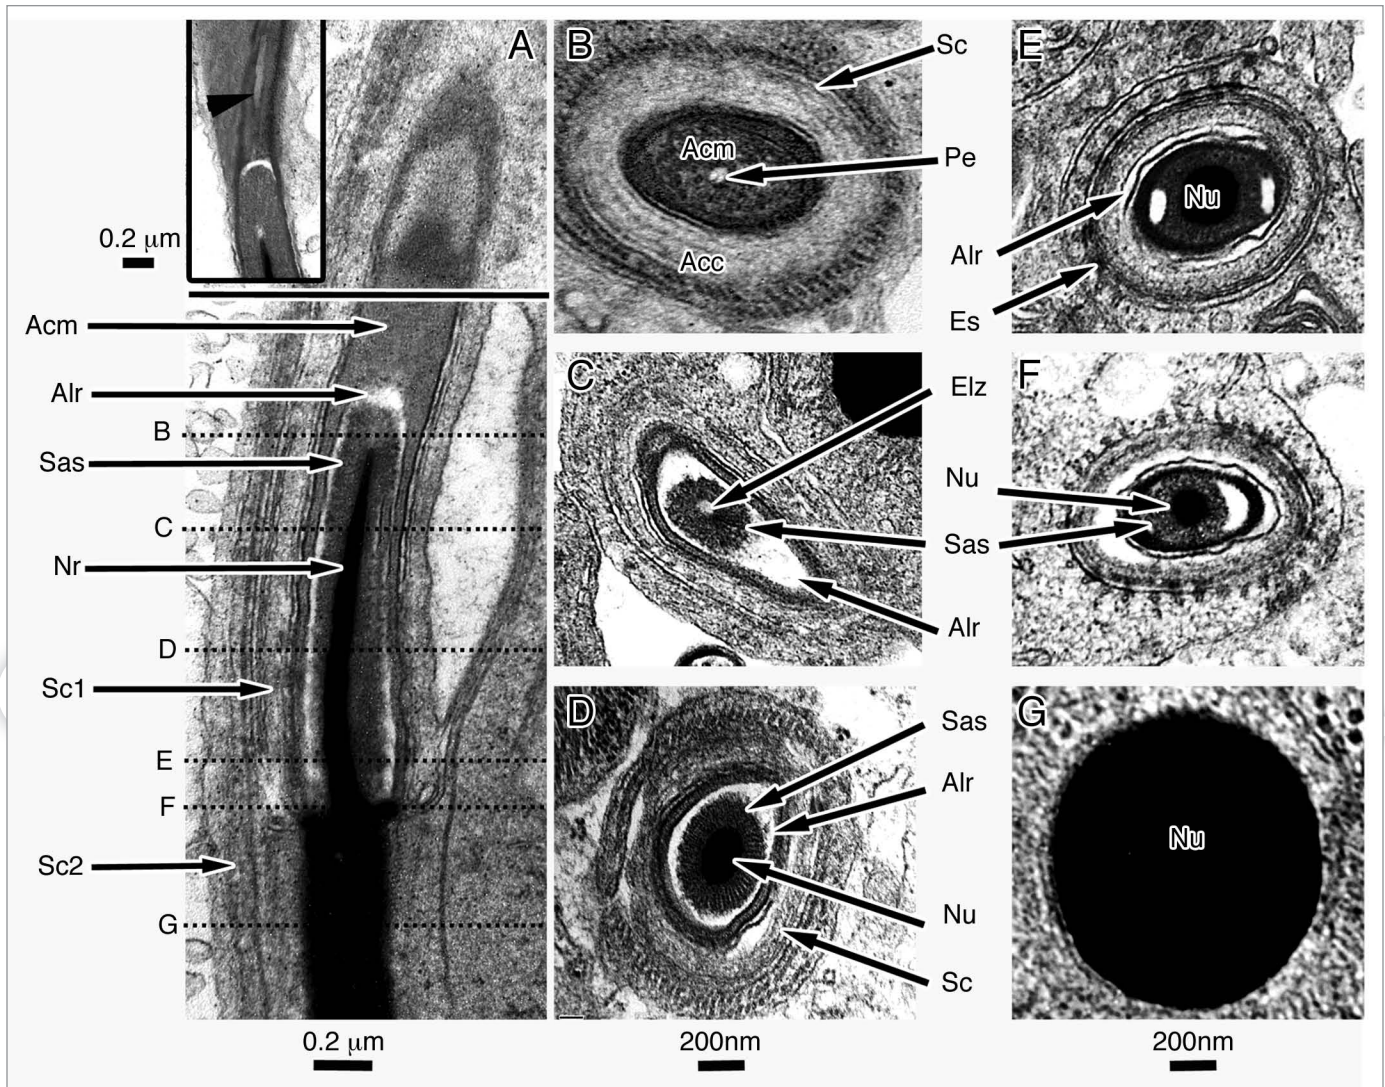 A
0.2 μm
Acm
Alr
B
Sas
C
Nr
D
Sc1
E
F
Sc2
G
0.2 μm
B
Sc
Acm
Pe
Acc
C
Elz
Sas
Alr
D
Sas
Alr
Nu
Sc
200nm
E
Nu
Alr
Es
F
Nu
G
Nu
200nm